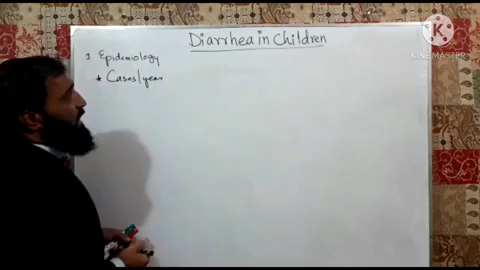 Diarrhea in Children
1 Epidemiology
* Cases/year
K
KINEMASTER